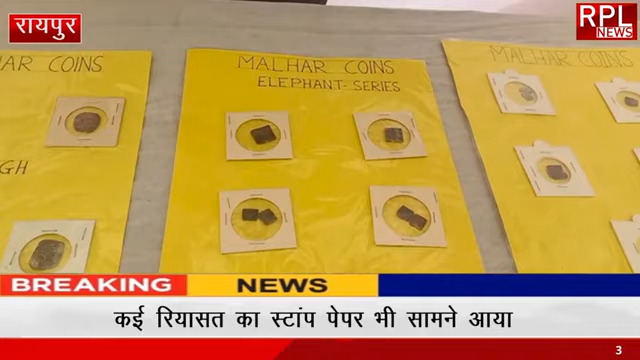 रायपुर
RPL
NEWS
HAR COINS
MALHAR COINS
ELEPHANT-SERIES
MALHAR COINS
GH
BREAKING NEWS
कई रियासत का स्टांप पेपर भी सामने आया
3